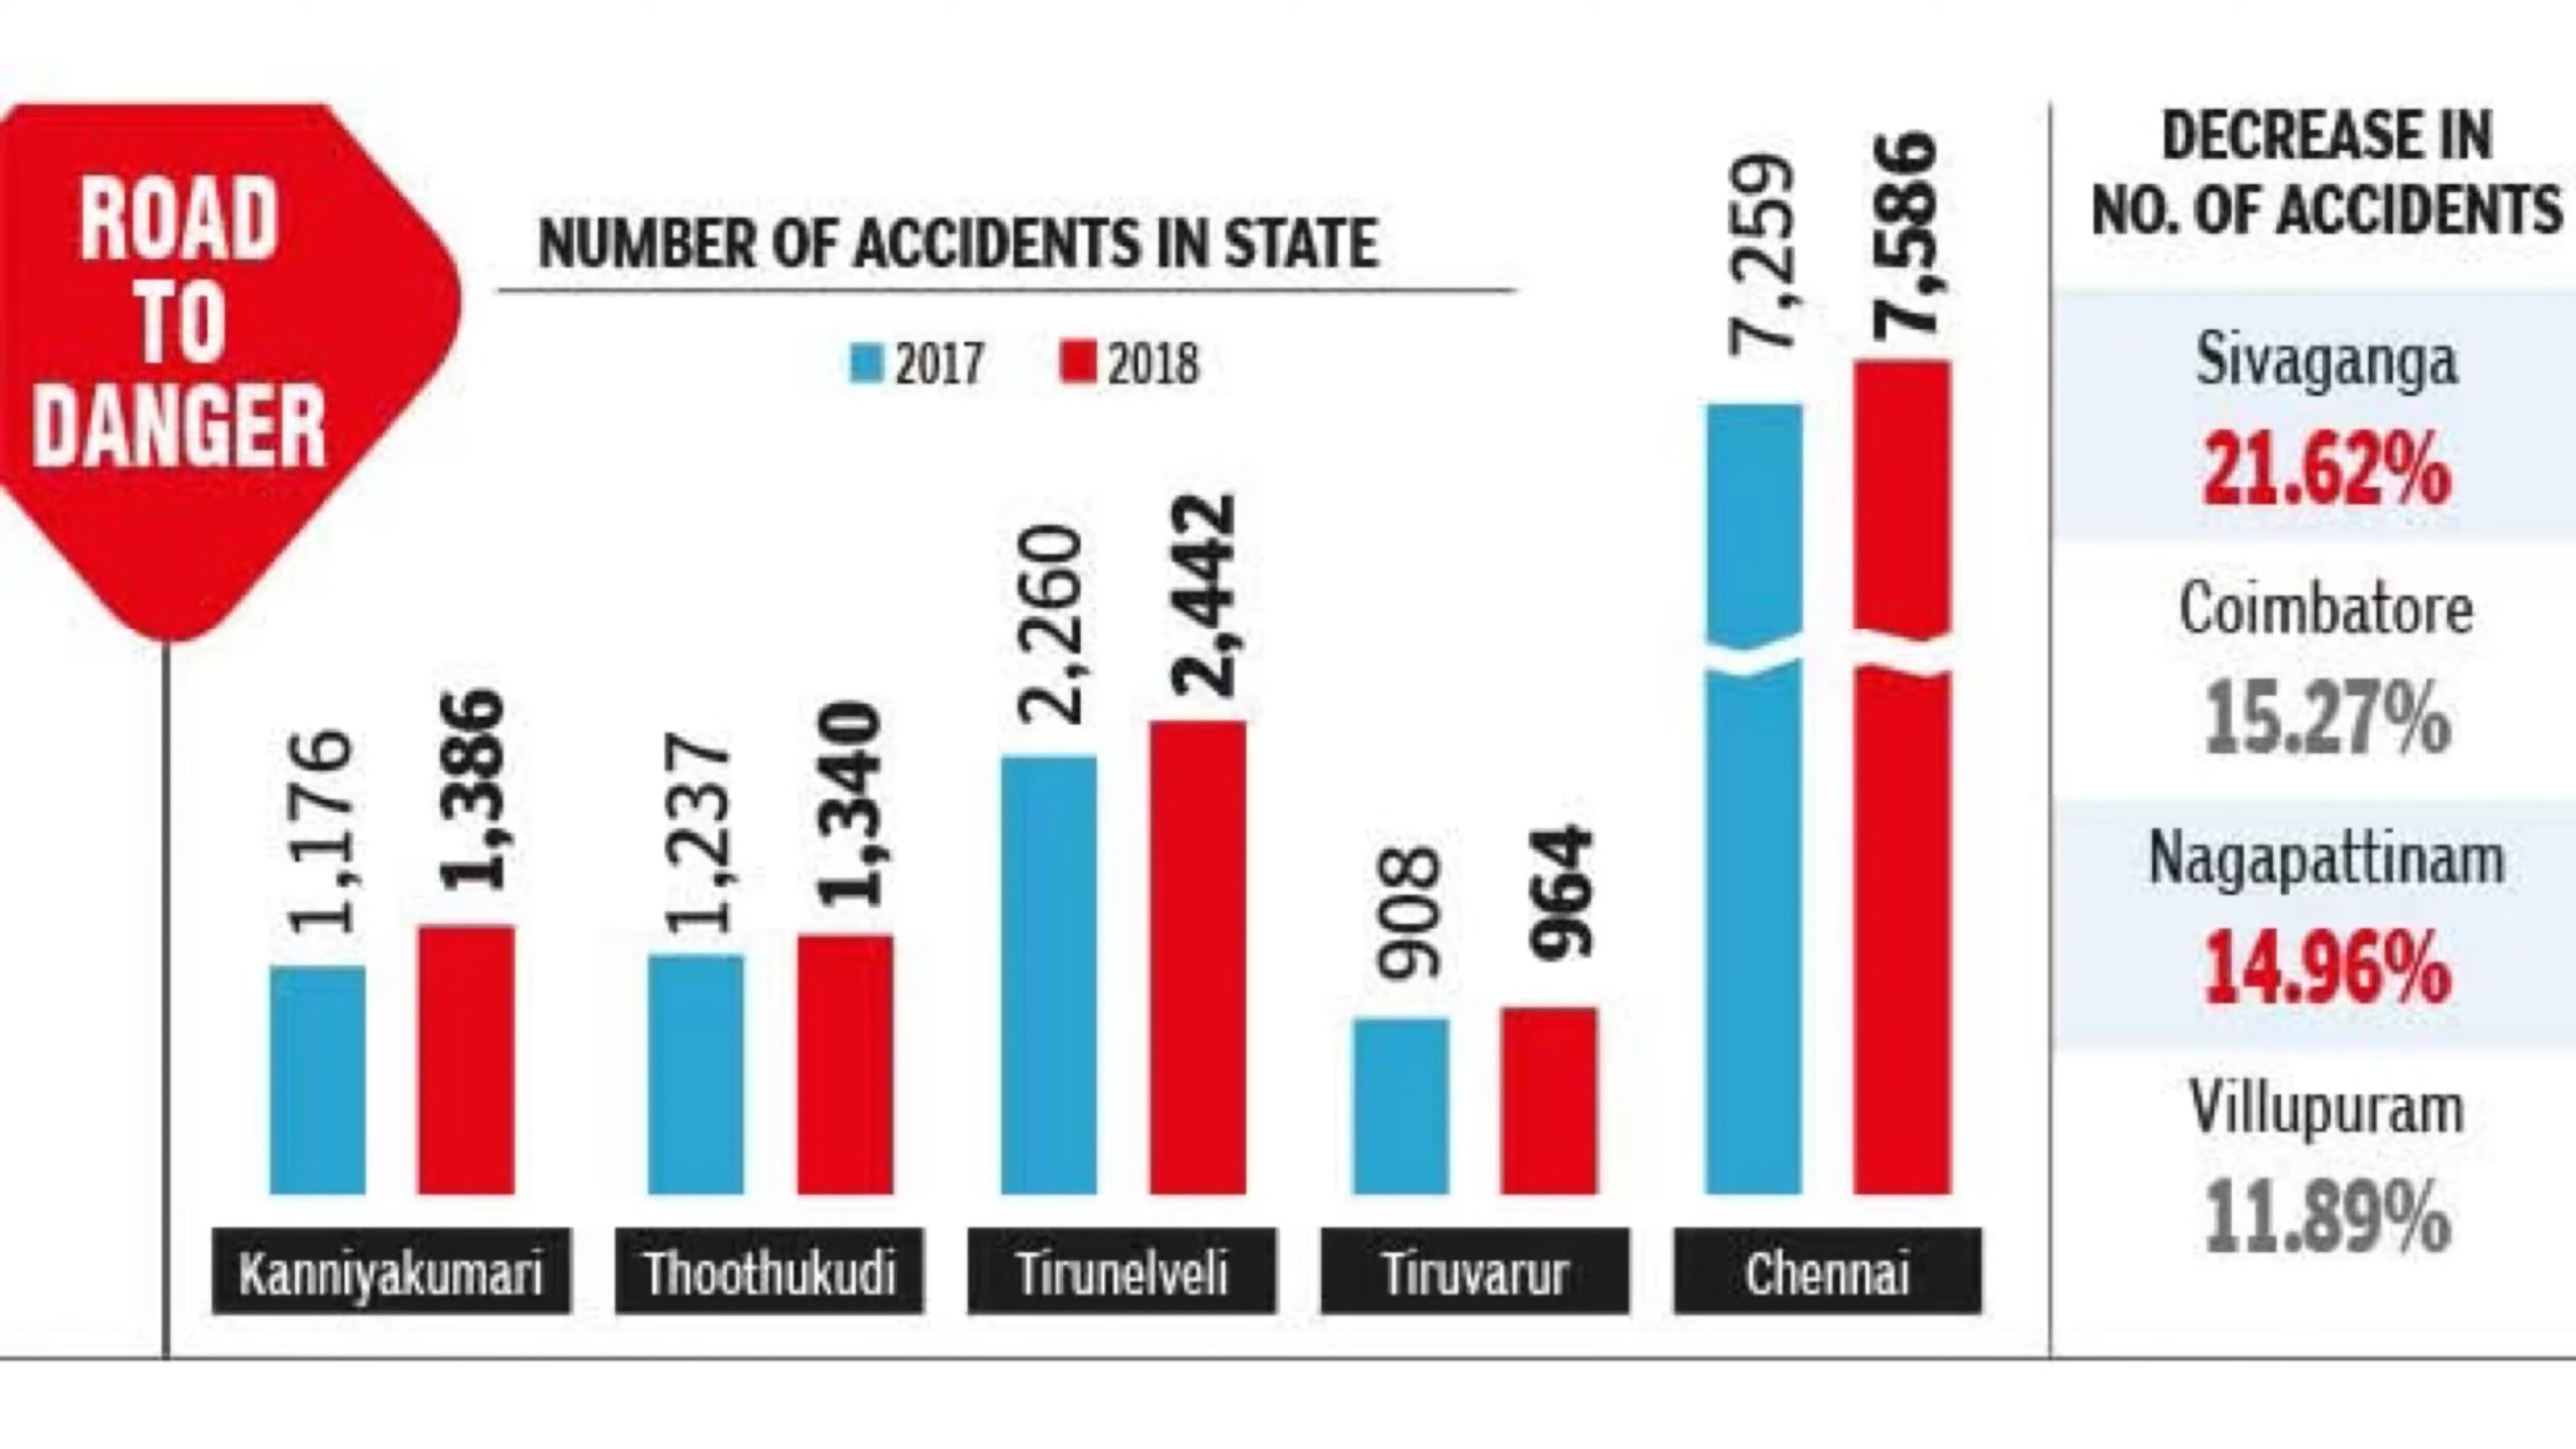 ROAD
TO
DANGER
NUMBER OF ACCIDENTS IN STATE
2017 2018
1,176 1,386 1,237 1,340 2,260 2,442 908 964 7,259 7,586
Kanniyakumari Thoothukudi Tirunelveli Tiruvarur Chennai
DECREASE IN
NO. OF ACCIDENTS
Sivaganga
21.62%
Coimbatore
15.27%
Nagapattinam
14.96%
Villupuram
11.89%